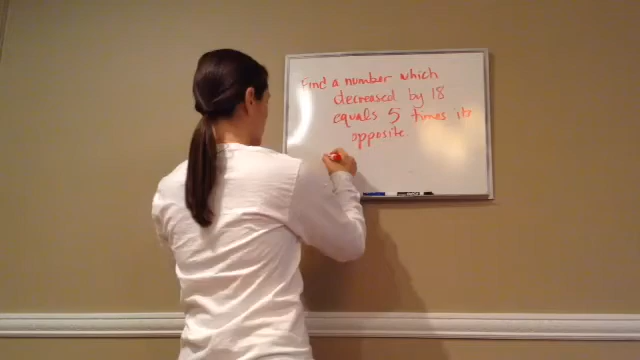 Find a number which
decreased by 18
equals 5 times its
opposite.